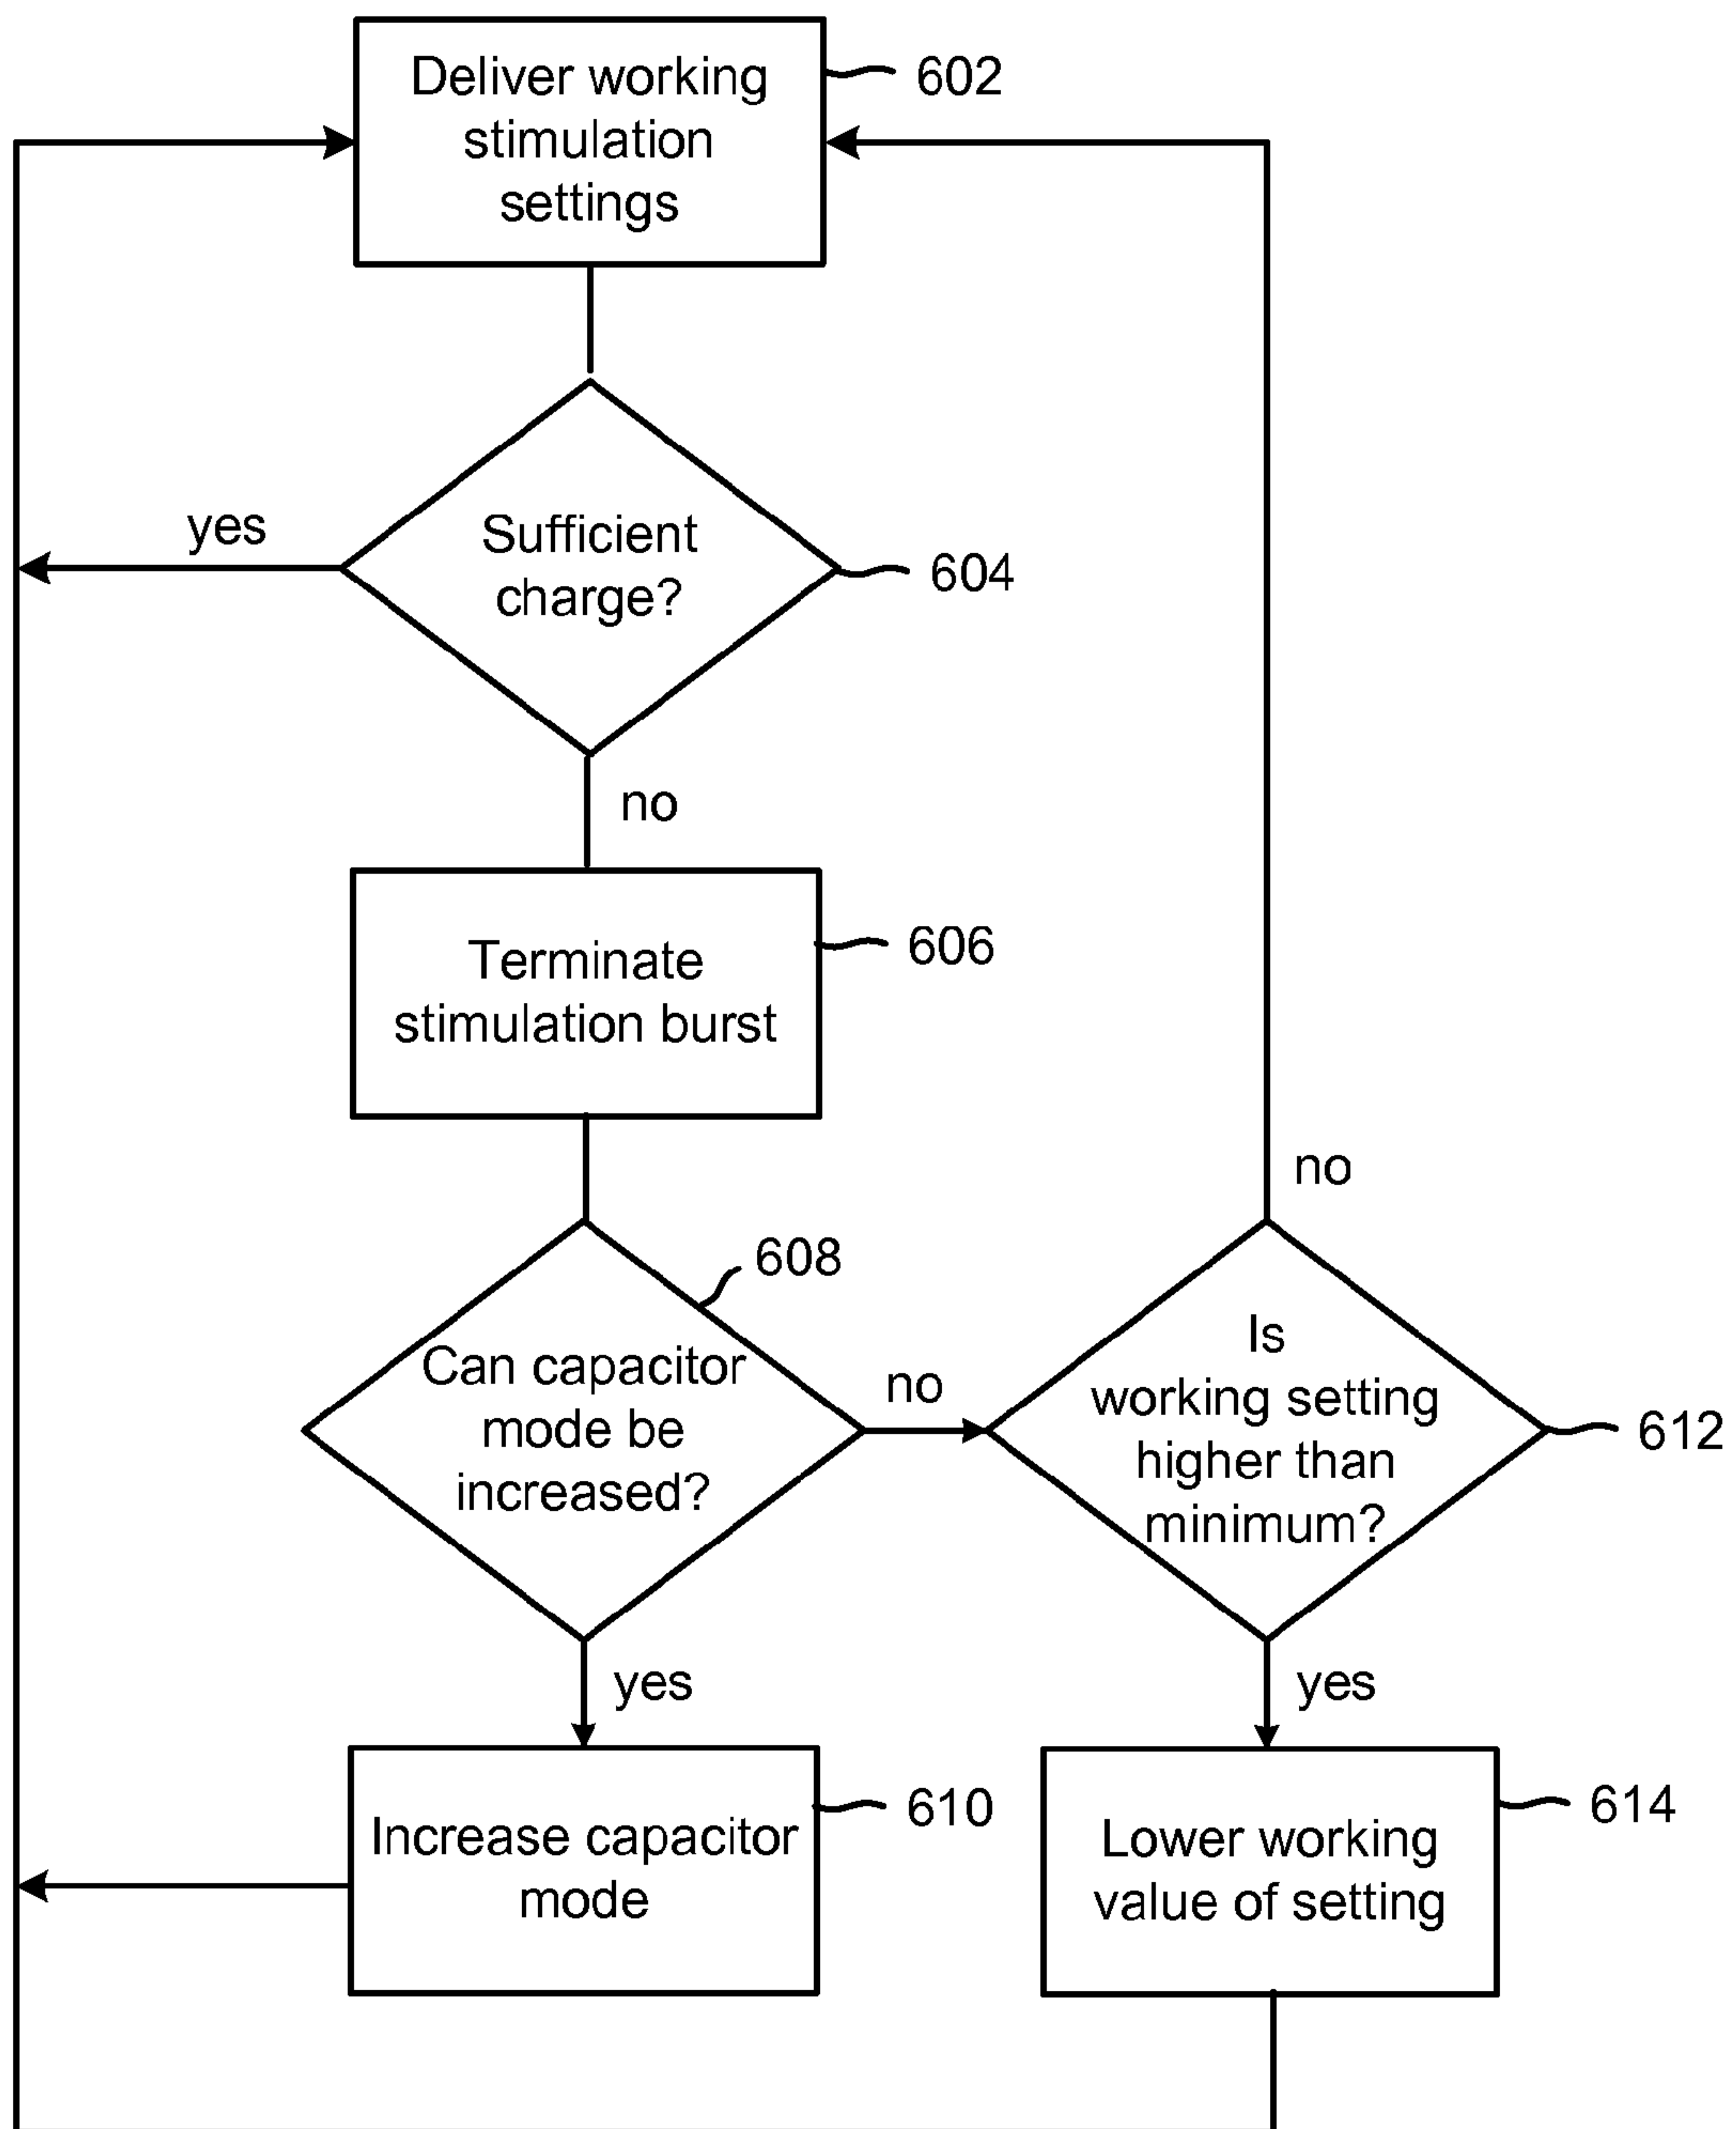 Deliver working
stimulation
settings
602
yes
Sufficient
charge?
604
no
Terminate
stimulation burst
606
no
608
Can capacitor
mode be
increased?
no
Is
working setting
higher than
minimum?
612
yes
yes
Increase capacitor
mode
610
Lower working
value of setting
614